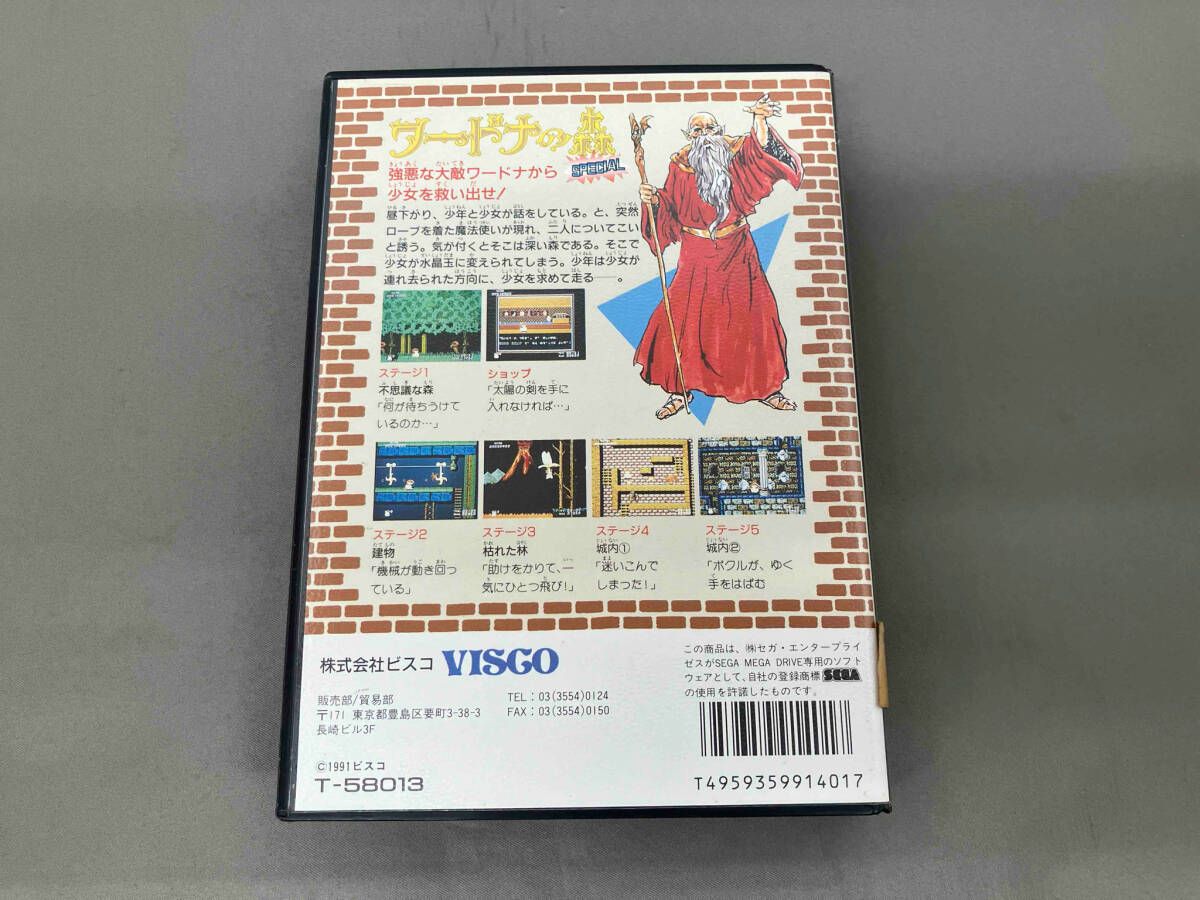 ワードナの森
SPECIAL
強悪な大敵ワードナから
少女を救い出せ！
昼下がり、少年と少女が話をしている。と、突然
ローブを着た魔法使いが現れ、二人についてこい
と誘う。気が付くとそこは深い森である。そこで
少女が水晶玉に変えられてしまう。少年は少女が
連れ去られた方向に、少女を求めて走る——。
ステージ1
不思議な森
「何が待ちうけて
いるのか…」
ショップ
「太陽の剣を手に
入れなければ…」
ステージ2
建物
「機械が動き回っ
ている」
ステージ3
枯れた林
「助けをかりて、一
気にひとつ飛び！」
ステージ4
城内①
「迷いこんで
しまった！」
ステージ5
城内②
「ボクルが、ゆく
手をはばむ
株式会社ビスコ VISCO
販売部/貿易部
〒171 東京都豊島区要町3-38-3
長崎ビル3F
TEL：03(3554)0124
FAX：03(3554)0150
©1991ビスコ
T-58013
この商品は、㈱セガ・エンタープライ
ゼスがSEGA MEGA DRIVE専用のソフト
ウェアとして、自社の登録商標 SEGA
の使用を許諾したものです。
T4959359914017